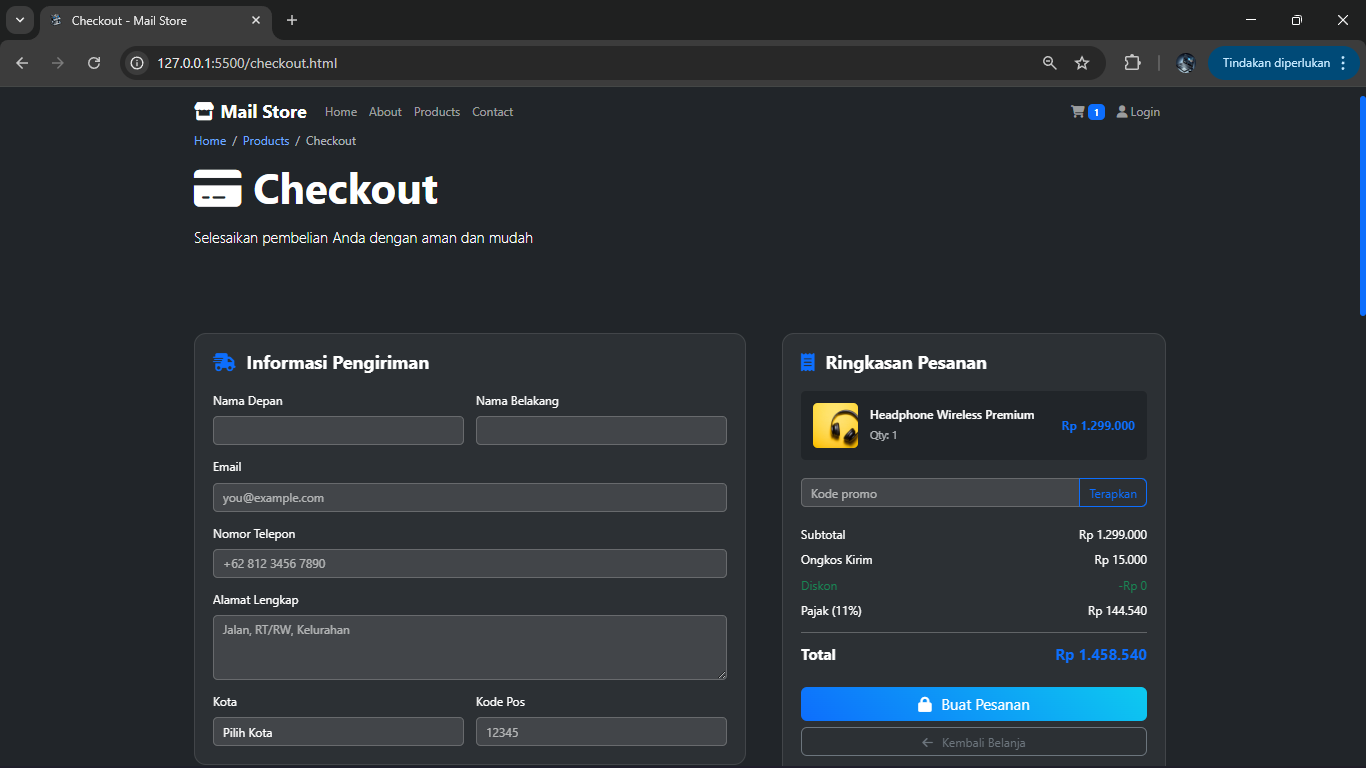 Checkout - Mail Store
127.0.0.1:5500/checkout.html
Tindakan diperlukan
Mail Store Home About Products Contact 1 Login
Home / Products / Checkout
Checkout
Selesaikan pembelian Anda dengan aman dan mudah
Informasi Pengiriman
Nama Depan Nama Belakang
Email
you@example.com
Nomor Telepon
+62 812 3456 7890
Alamat Lengkap
Jalan, RT/RW, Kelurahan
Kota Kode Pos
Pilih Kota 12345
Ringkasan Pesanan
Headphone Wireless Premium
Qty: 1
Rp 1.299.000
Kode promo Terapkan
Subtotal Rp 1.299.000
Ongkos Kirim Rp 15.000
Diskon -Rp 0
Pajak (11%) Rp 144.540
Total Rp 1.458.540
Buat Pesanan
Kembali Belanja